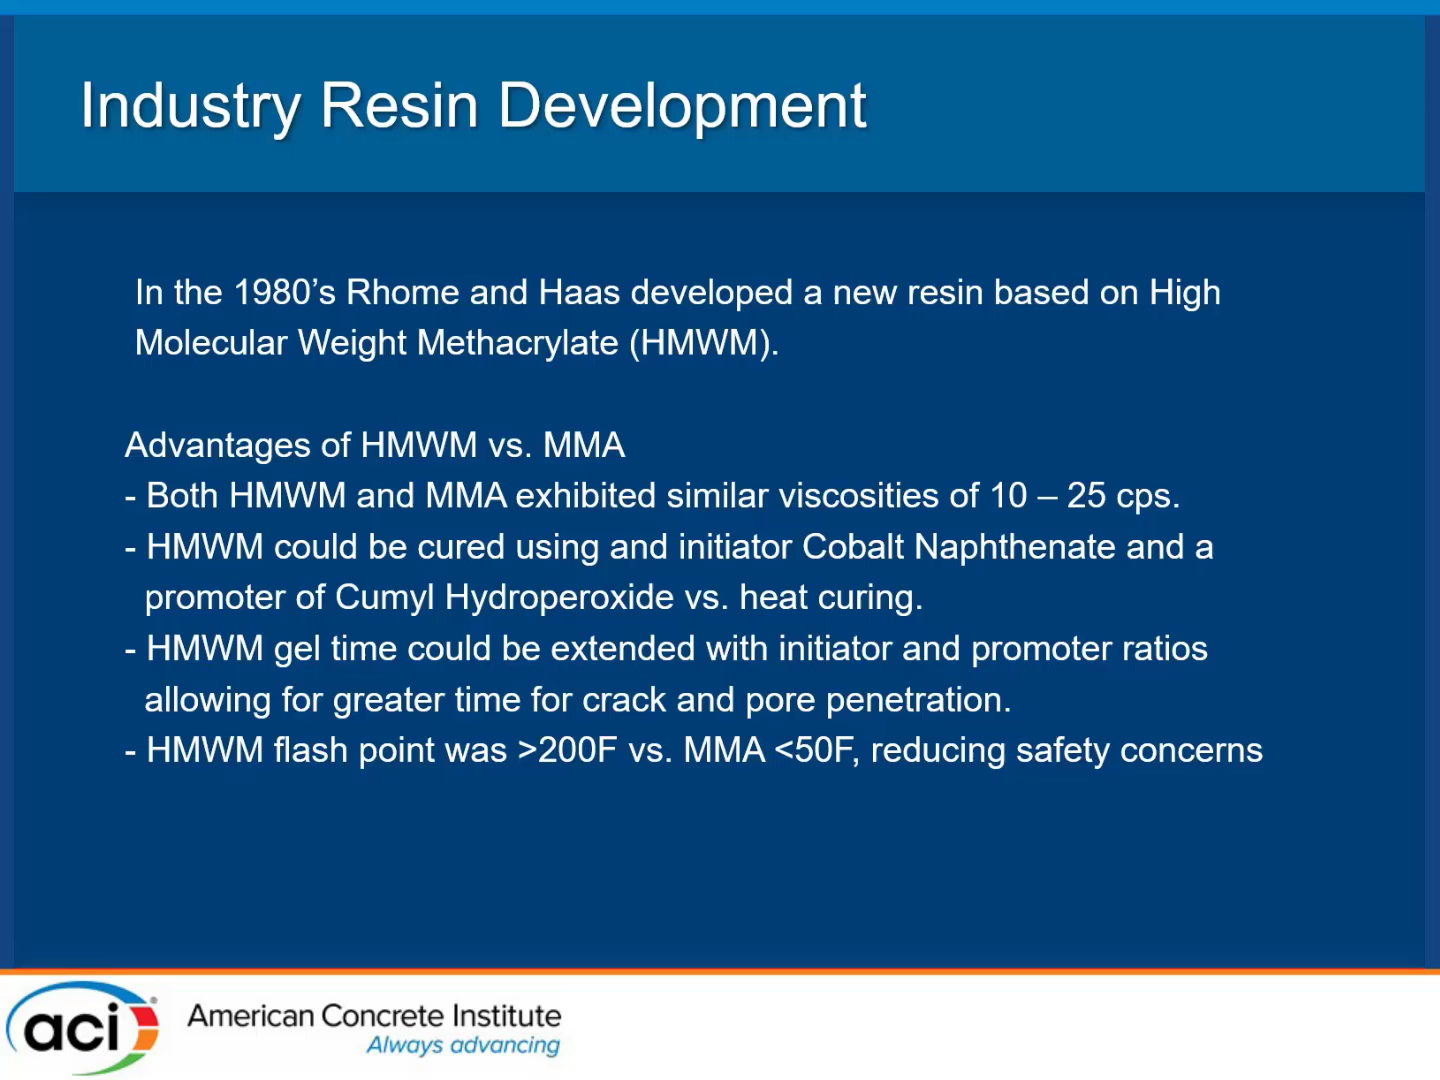 Industry Resin Development
In the 1980’s Rhome and Haas developed a new resin based on High
Molecular Weight Methacrylate (HMWM).
Advantages of HMWM vs. MMA
- Both HMWM and MMA exhibited similar viscosities of 10 – 25 cps.
- HMWM could be cured using and initiator Cobalt Naphthenate and a
promoter of Cumyl Hydroperoxide vs. heat curing.
- HMWM gel time could be extended with initiator and promoter ratios
allowing for greater time for crack and pore penetration.
- HMWM flash point was >200F vs. MMA <50F, reducing safety concerns
aci®
American Concrete Institute
Always advancing